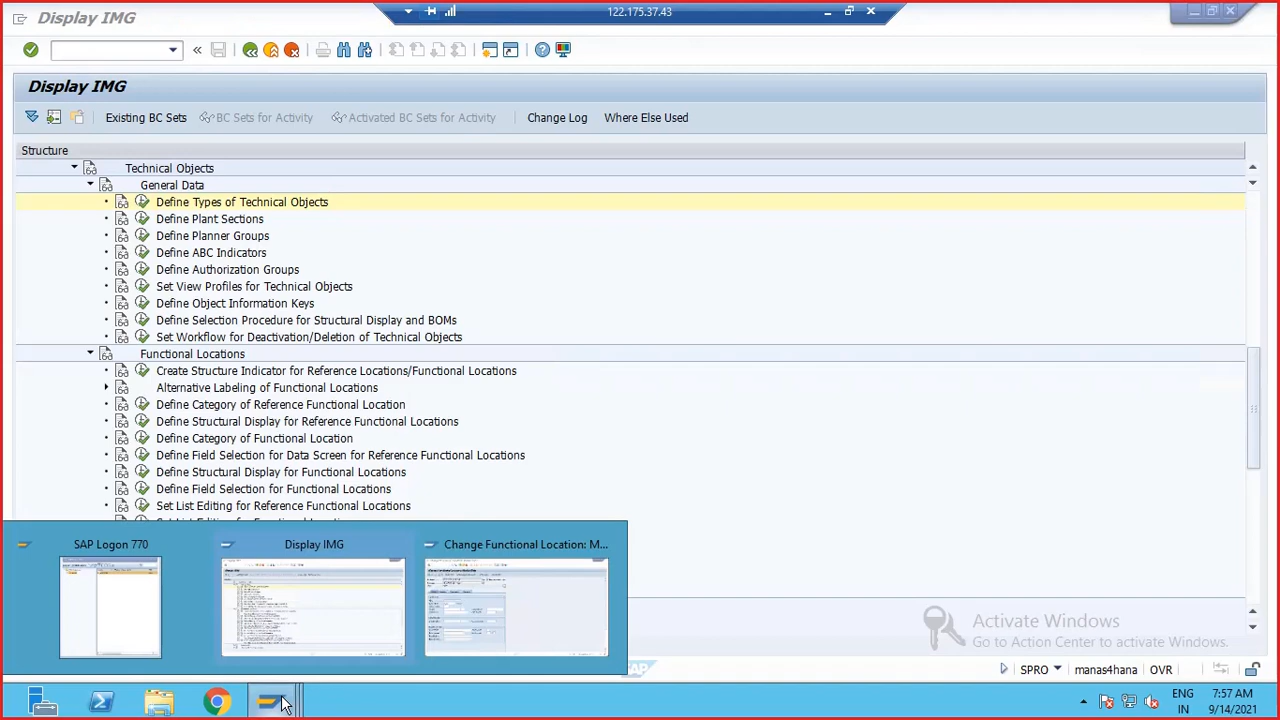 Display IMG
122.175.37.43
Display IMG
Existing BC Sets
BC Sets for Activity
Activated BC Sets for Activity
Change Log
Where Else Used
Structure
Technical Objects
General Data
Define Types of Technical Objects
Define Plant Sections
Define Planner Groups
Define ABC Indicators
Define Authorization Groups
Set View Profiles for Technical Objects
Define Object Information Keys
Define Selection Procedure for Structural Display and BOMs
Set Workflow for Deactivation/Deletion of Technical Objects
Functional Locations
Create Structure Indicator for Reference Locations/Functional Locations
Alternative Labeling of Functional Locations
Define Category of Reference Functional Location
Define Structural Display for Reference Functional Locations
Define Category of Functional Location
Define Field Selection for Data Screen for Reference Functional Locations
Define Structural Display for Functional Locations
Define Field Selection for Functional Locations
Set List Editing for Reference Functional Locations
SAP Logon 770
Display IMG
Change Functional Location: M...
Activate Windows
Go to Action Center to activate Windows.
SAP
SPRO
manas4hana
OVR
ENG
IN
7:57 AM
9/14/2021